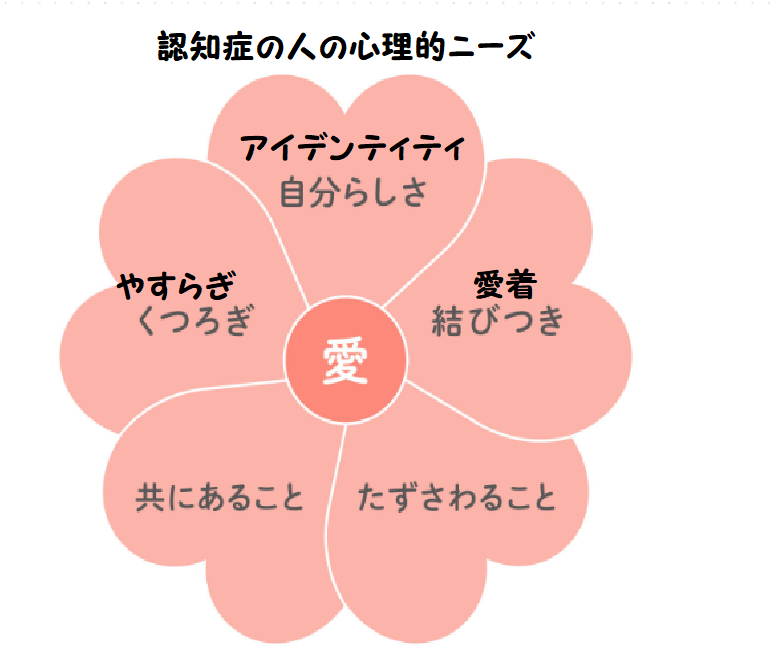 認知症の人の心理的ニーズ
アイデンティティ
自分らしさ
やすらぎ
くつろぎ
愛着
結びつき
愛
共にあること
たずさわること